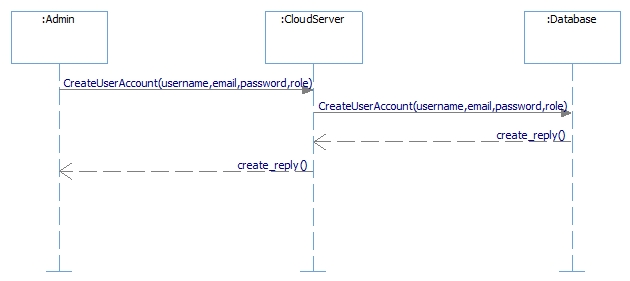 :Admin
:CloudServer
:Database
CreateUserAccount(username,email,password,role)
CreateUserAccount(username,email,password,role)
create_reply()
create_reply()